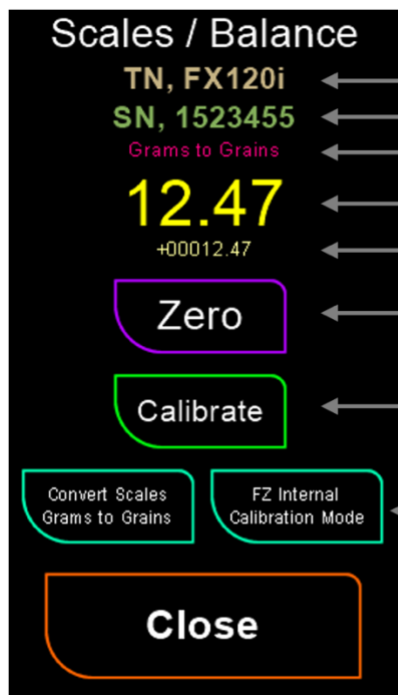 Scales / Balance
TN, FX120i
SN, 1523455
Grams to Grains
12.47
+00012.47
Zero
Calibrate
Convert Scales
Grams to Grains
FZ Internal
Calibration Mode
Close